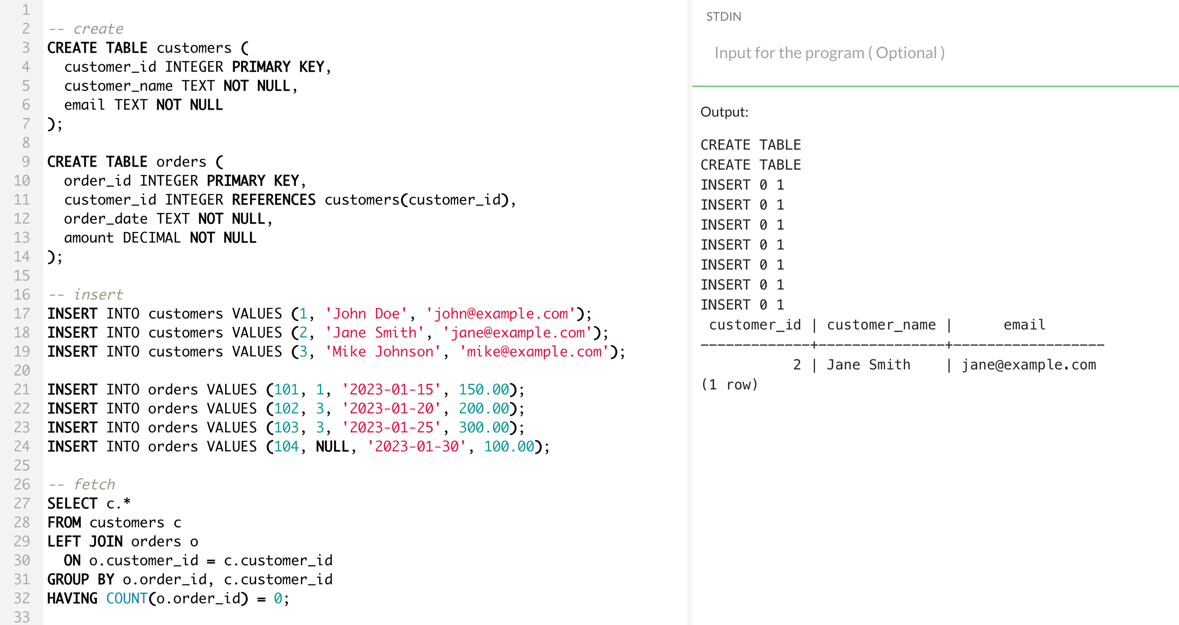 1
2 -- create
3 CREATE TABLE customers (
4 customer_id INTEGER PRIMARY KEY,
5 customer_name TEXT NOT NULL,
6 email TEXT NOT NULL
7 );
8
9 CREATE TABLE orders (
10 order_id INTEGER PRIMARY KEY,
11 customer_id INTEGER REFERENCES customers(customer_id),
12 order_date TEXT NOT NULL,
13 amount DECIMAL NOT NULL
14 );
15
16 -- insert
17 INSERT INTO customers VALUES (1, 'John Doe', 'john@example.com');
18 INSERT INTO customers VALUES (2, 'Jane Smith', 'jane@example.com');
19 INSERT INTO customers VALUES (3, 'Mike Johnson', 'mike@example.com');
20
21 INSERT INTO orders VALUES (101, 1, '2023-01-15', 150.00);
22 INSERT INTO orders VALUES (102, 3, '2023-01-20', 200.00);
23 INSERT INTO orders VALUES (103, 3, '2023-01-25', 300.00);
24 INSERT INTO orders VALUES (104, NULL, '2023-01-30', 100.00);
25
26 -- fetch
27 SELECT c.*
28 FROM customers c
29 LEFT JOIN orders o
30 ON o.customer_id = c.customer_id
31 GROUP BY o.order_id, c.customer_id
32 HAVING COUNT(o.order_id) = 0;
33
STDIN
Input for the program ( Optional )
Output:
CREATE TABLE
CREATE TABLE
INSERT 0 1
INSERT 0 1
INSERT 0 1
INSERT 0 1
INSERT 0 1
INSERT 0 1
INSERT 0 1
customer_id | customer_name | email
-------------+---------------+------------------
2 | Jane Smith | jane@example.com
(1 row)